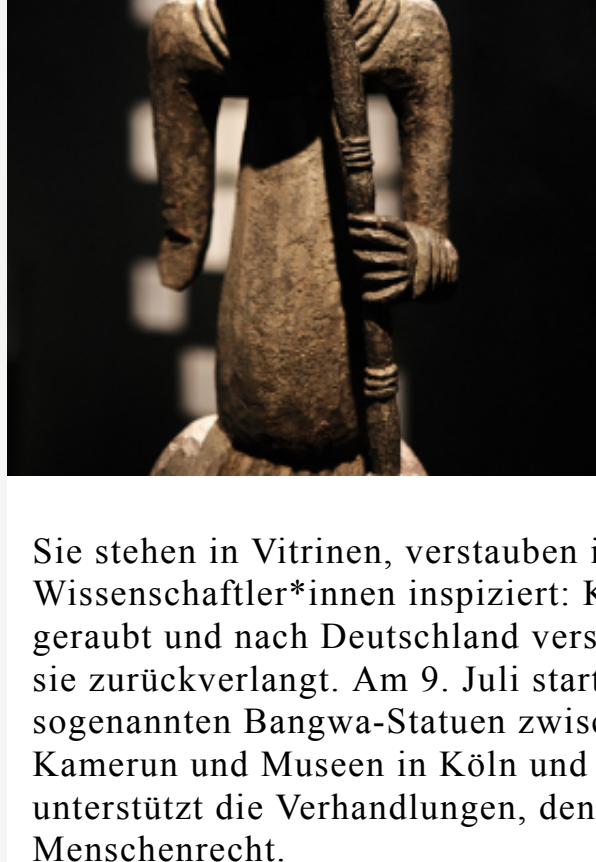 Sie stehen in Vitrinen, verstauben
Wissenschaftler*innen inspiziert:
geraubt und nach Deutschland
sie zurückverlangt. Am 9. Juli
sogenannten Bangwa-Statuen
Kamerun und Museen in Köln und
unterstützt die Verhandlungen,
Menschenrecht.